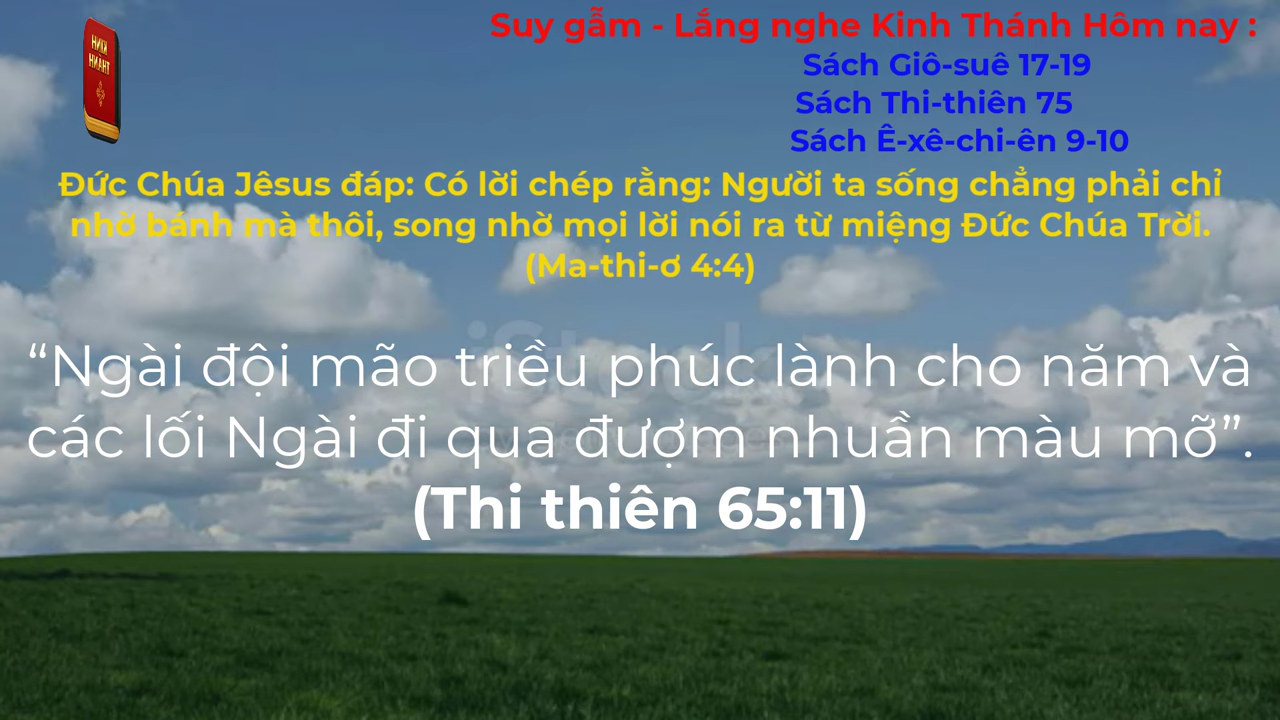 Suy gẫm - Lắng nghe Kinh Thánh Hôm nay :
Sách Giô-suê 17-19
Sách Thi-thiên 75
Sách Ê-xê-chi-ên 9-10
KINH
THÁNH
Đức Chúa Jêsus đáp: Có lời chép rằng: Người ta sống chẳng phải chỉ
nhờ bánh mà thôi, song nhờ mọi lời nói ra từ miệng Đức Chúa Trời.
(Ma-thi-ơ 4:4)
“Ngài đội mão triều phúc lành cho năm và
các lối Ngài đi qua đượm nhuần màu mỡ”.
(Thi thiên 65:11)